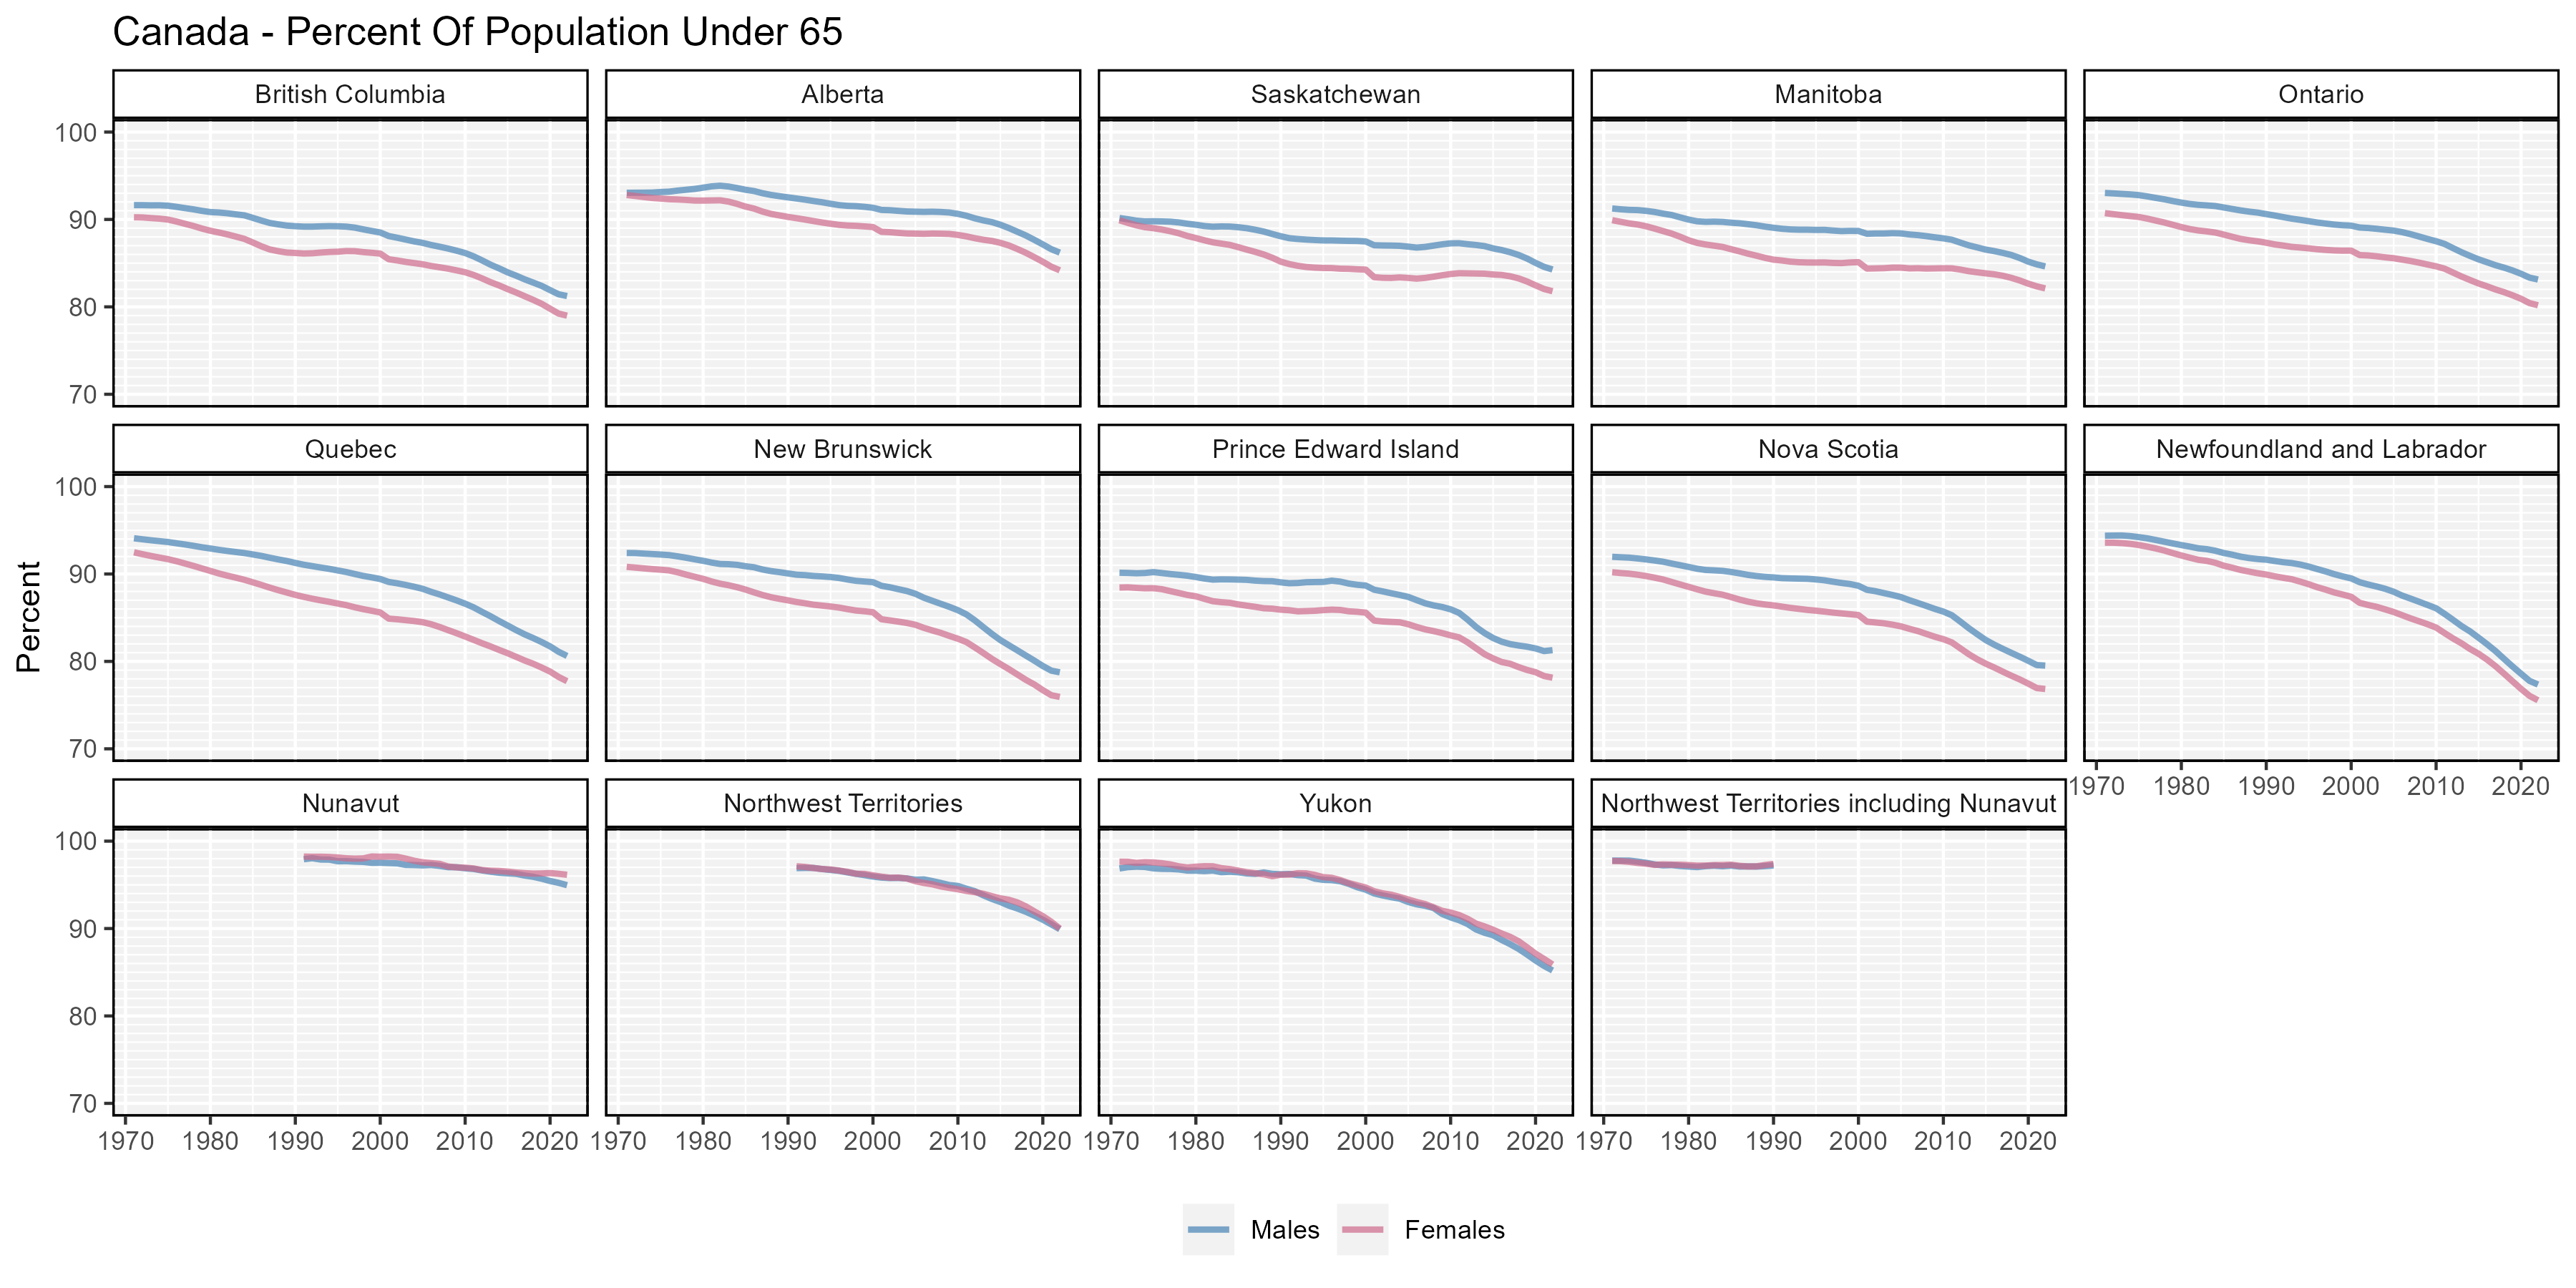 Canada - Percent Of Population Under 65
British Columbia
Alberta
Saskatchewan
Manitoba
Ontario
100
90
80
70
Quebec
New Brunswick
Prince Edward Island
Nova Scotia
Newfoundland and Labrador
100
90
80
70
1970 1980 1990 2000 2010 2020
Nunavut
Northwest Territories
Yukon
Northwest Territories including Nunavut
100
90
80
70
1970 1980 1990 2000 2010 2020
1970 1980 1990 2000 2010 2020
1970 1980 1990 2000 2010 2020
1970 1980 1990 2000 2010 2020
Percent
Males
Females